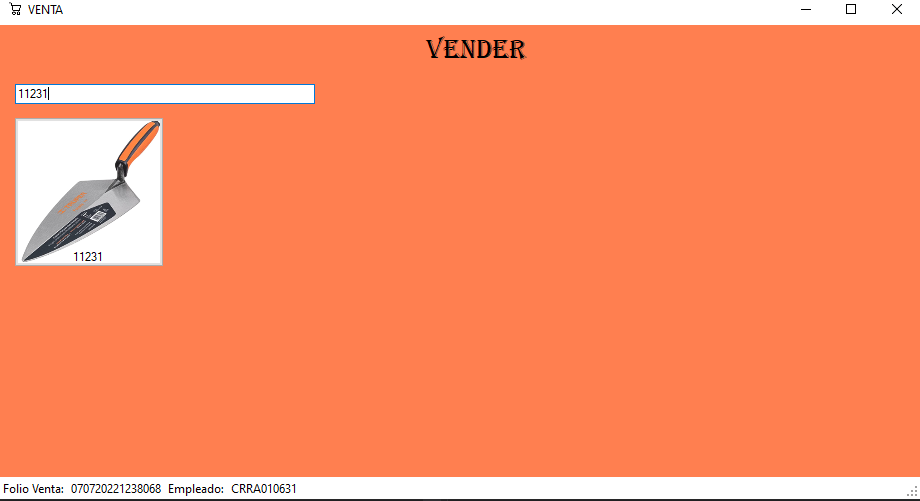 VENTA
VENDER
11231
11231
Folio Venta: 070720221238068 Empleado: CRRA010631